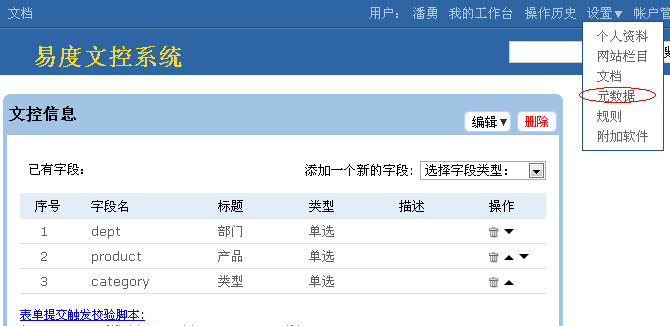 文档 用户： 潘勇 我的工作台 操作历史 设置▼ 帐户管
易度文控系统
个人资料
网站栏目
文档
元数据
规则
附加软件
文控信息
编辑▼ 删除
已有字段： 添加一个新的字段： 选择字段类型：
序号 字段名 标题 类型 描述 操作
1 dept 部门 单选
2 product 产品 单选
3 category 类型 单选
表单提交触发校验脚本: